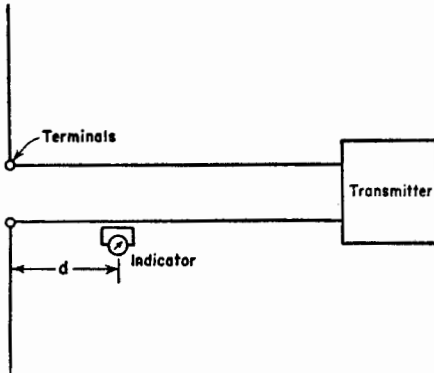 Terminals
Transmitter
Indicator
d